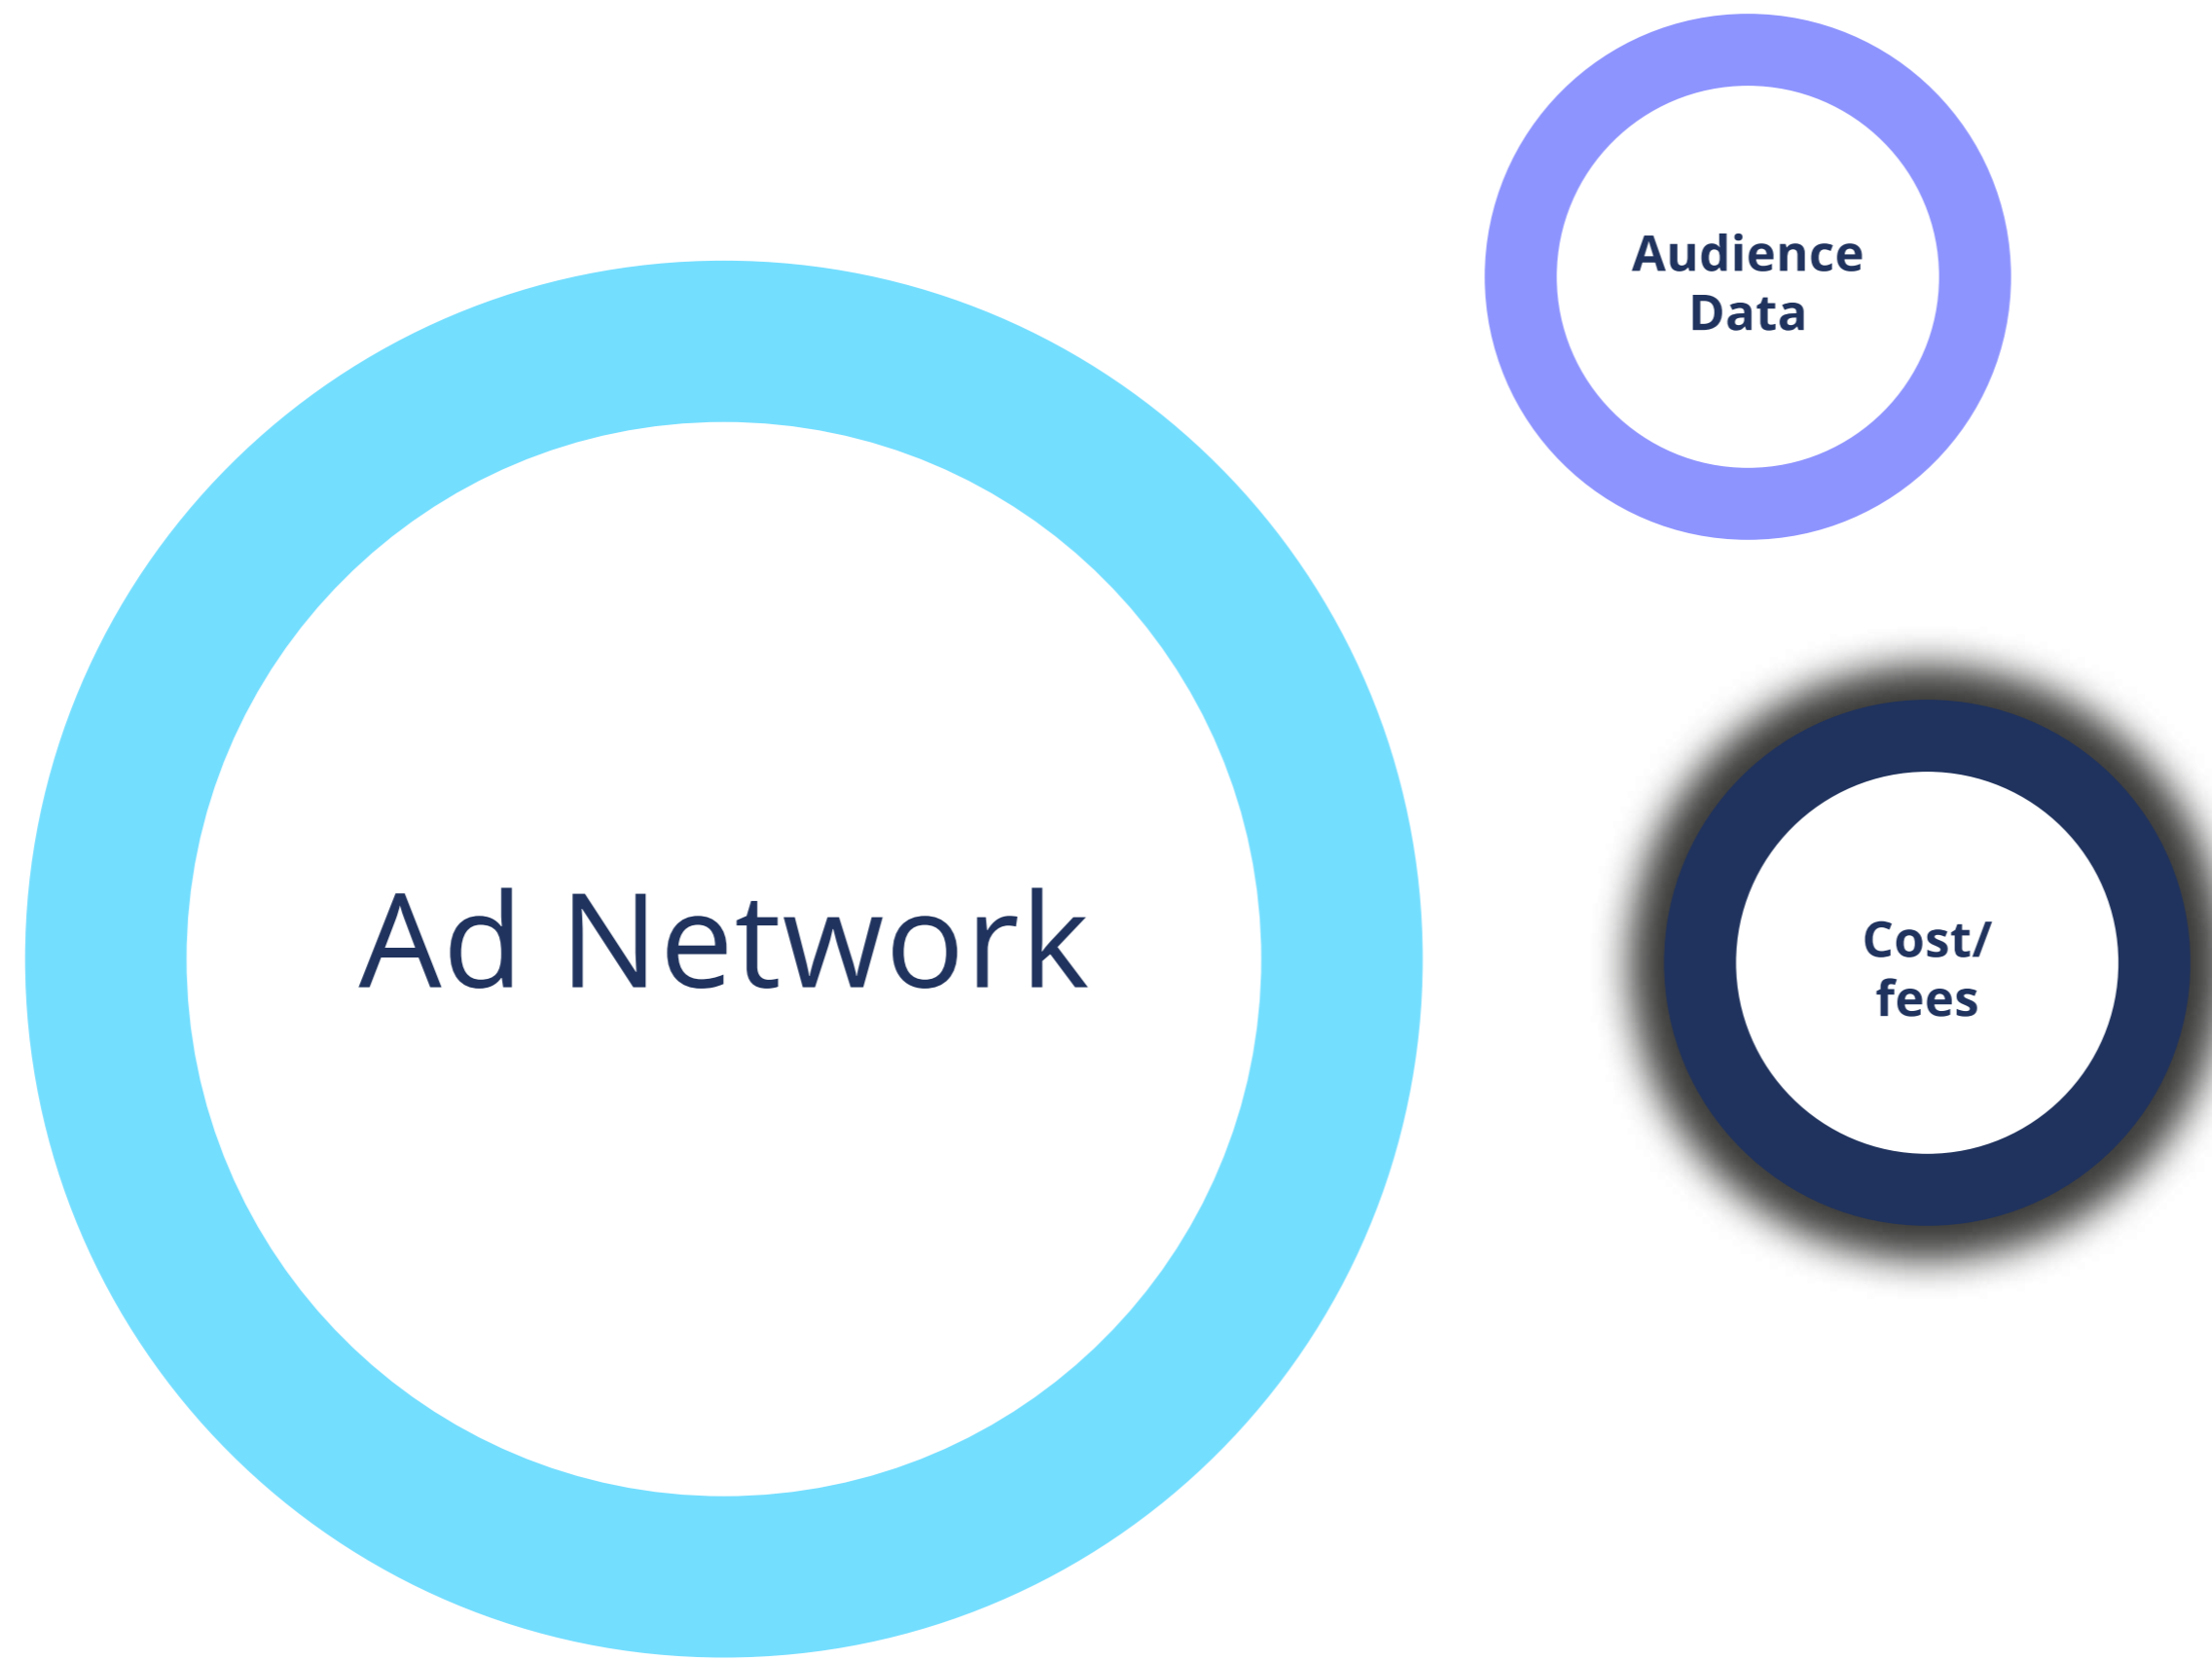 Audience
Data
Ad Network
Cost/
fees